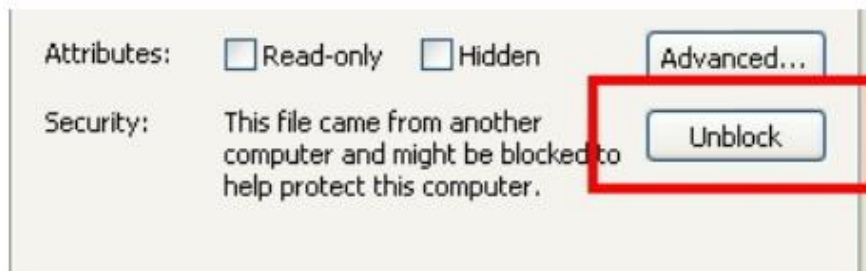 Attributes: Read-only Hidden Advanced...
Security: This file came from another Unblock
computer and might be blocked to
help protect this computer.